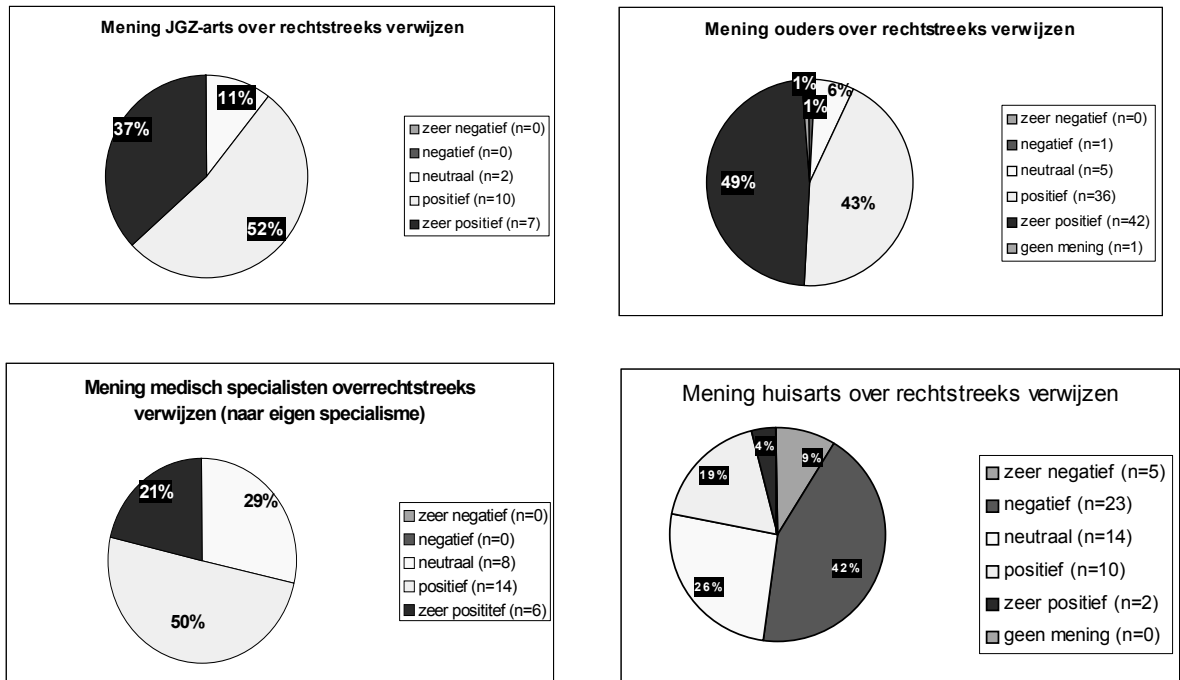 Mening JGZ-arts over rechtstreeks verwijzen
11%
37%
52%
zeer negatief (n=0)
negatief (n=0)
neutraal (n=2)
positief (n=10)
zeer positief (n=7)
Mening ouders over rechtstreeks verwijzen
1%
1%
6%
49%
43%
zeer negatief (n=0)
negatief (n=1)
neutraal (n=5)
positief (n=36)
zeer positief (n=42)
geen mening (n=1)
Mening medisch specialisten overrechtstreeks
verwijzen (naar eigen specialisme)
21%
29%
50%
zeer negatief (n=0)
negatief (n=0)
neutraal (n=8)
positief (n=14)
zeer posititef (n=6)
Mening huisarts over rechtstreeks verwijzen
4%
9%
19%
42%
26%
zeer negatief (n=5)
negatief (n=23)
neutraal (n=14)
positief (n=10)
zeer positief (n=2)
geen mening (n=0)